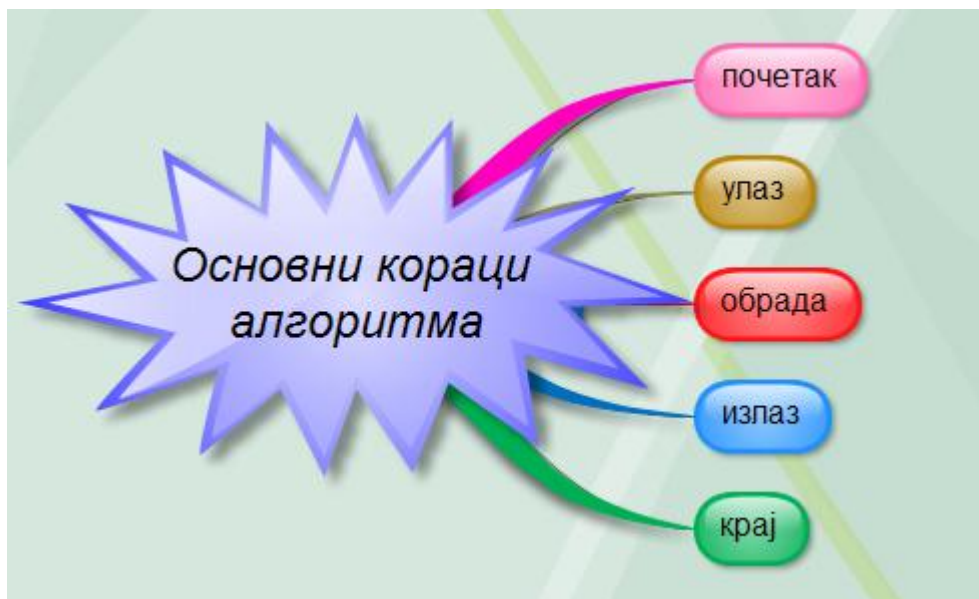 почетак
улаз
Основни кораци
алгоритма
обрада
излаз
крај